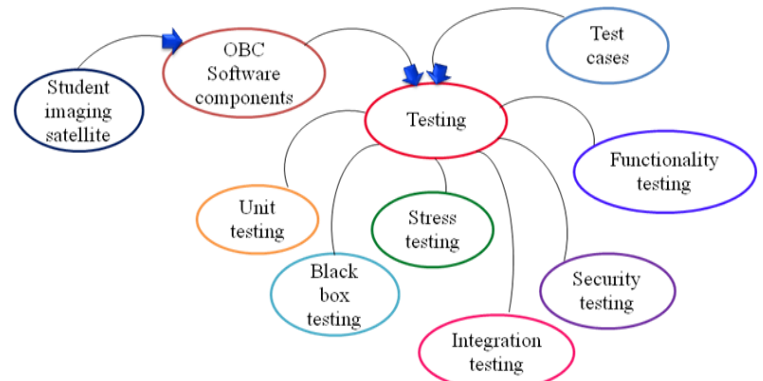 Student
imaging
satellite
OBC
Software
components
Test
cases
Testing
Functionality
testing
Unit
testing
Stress
testing
Black
box
testing
Security
testing
Integration
testing